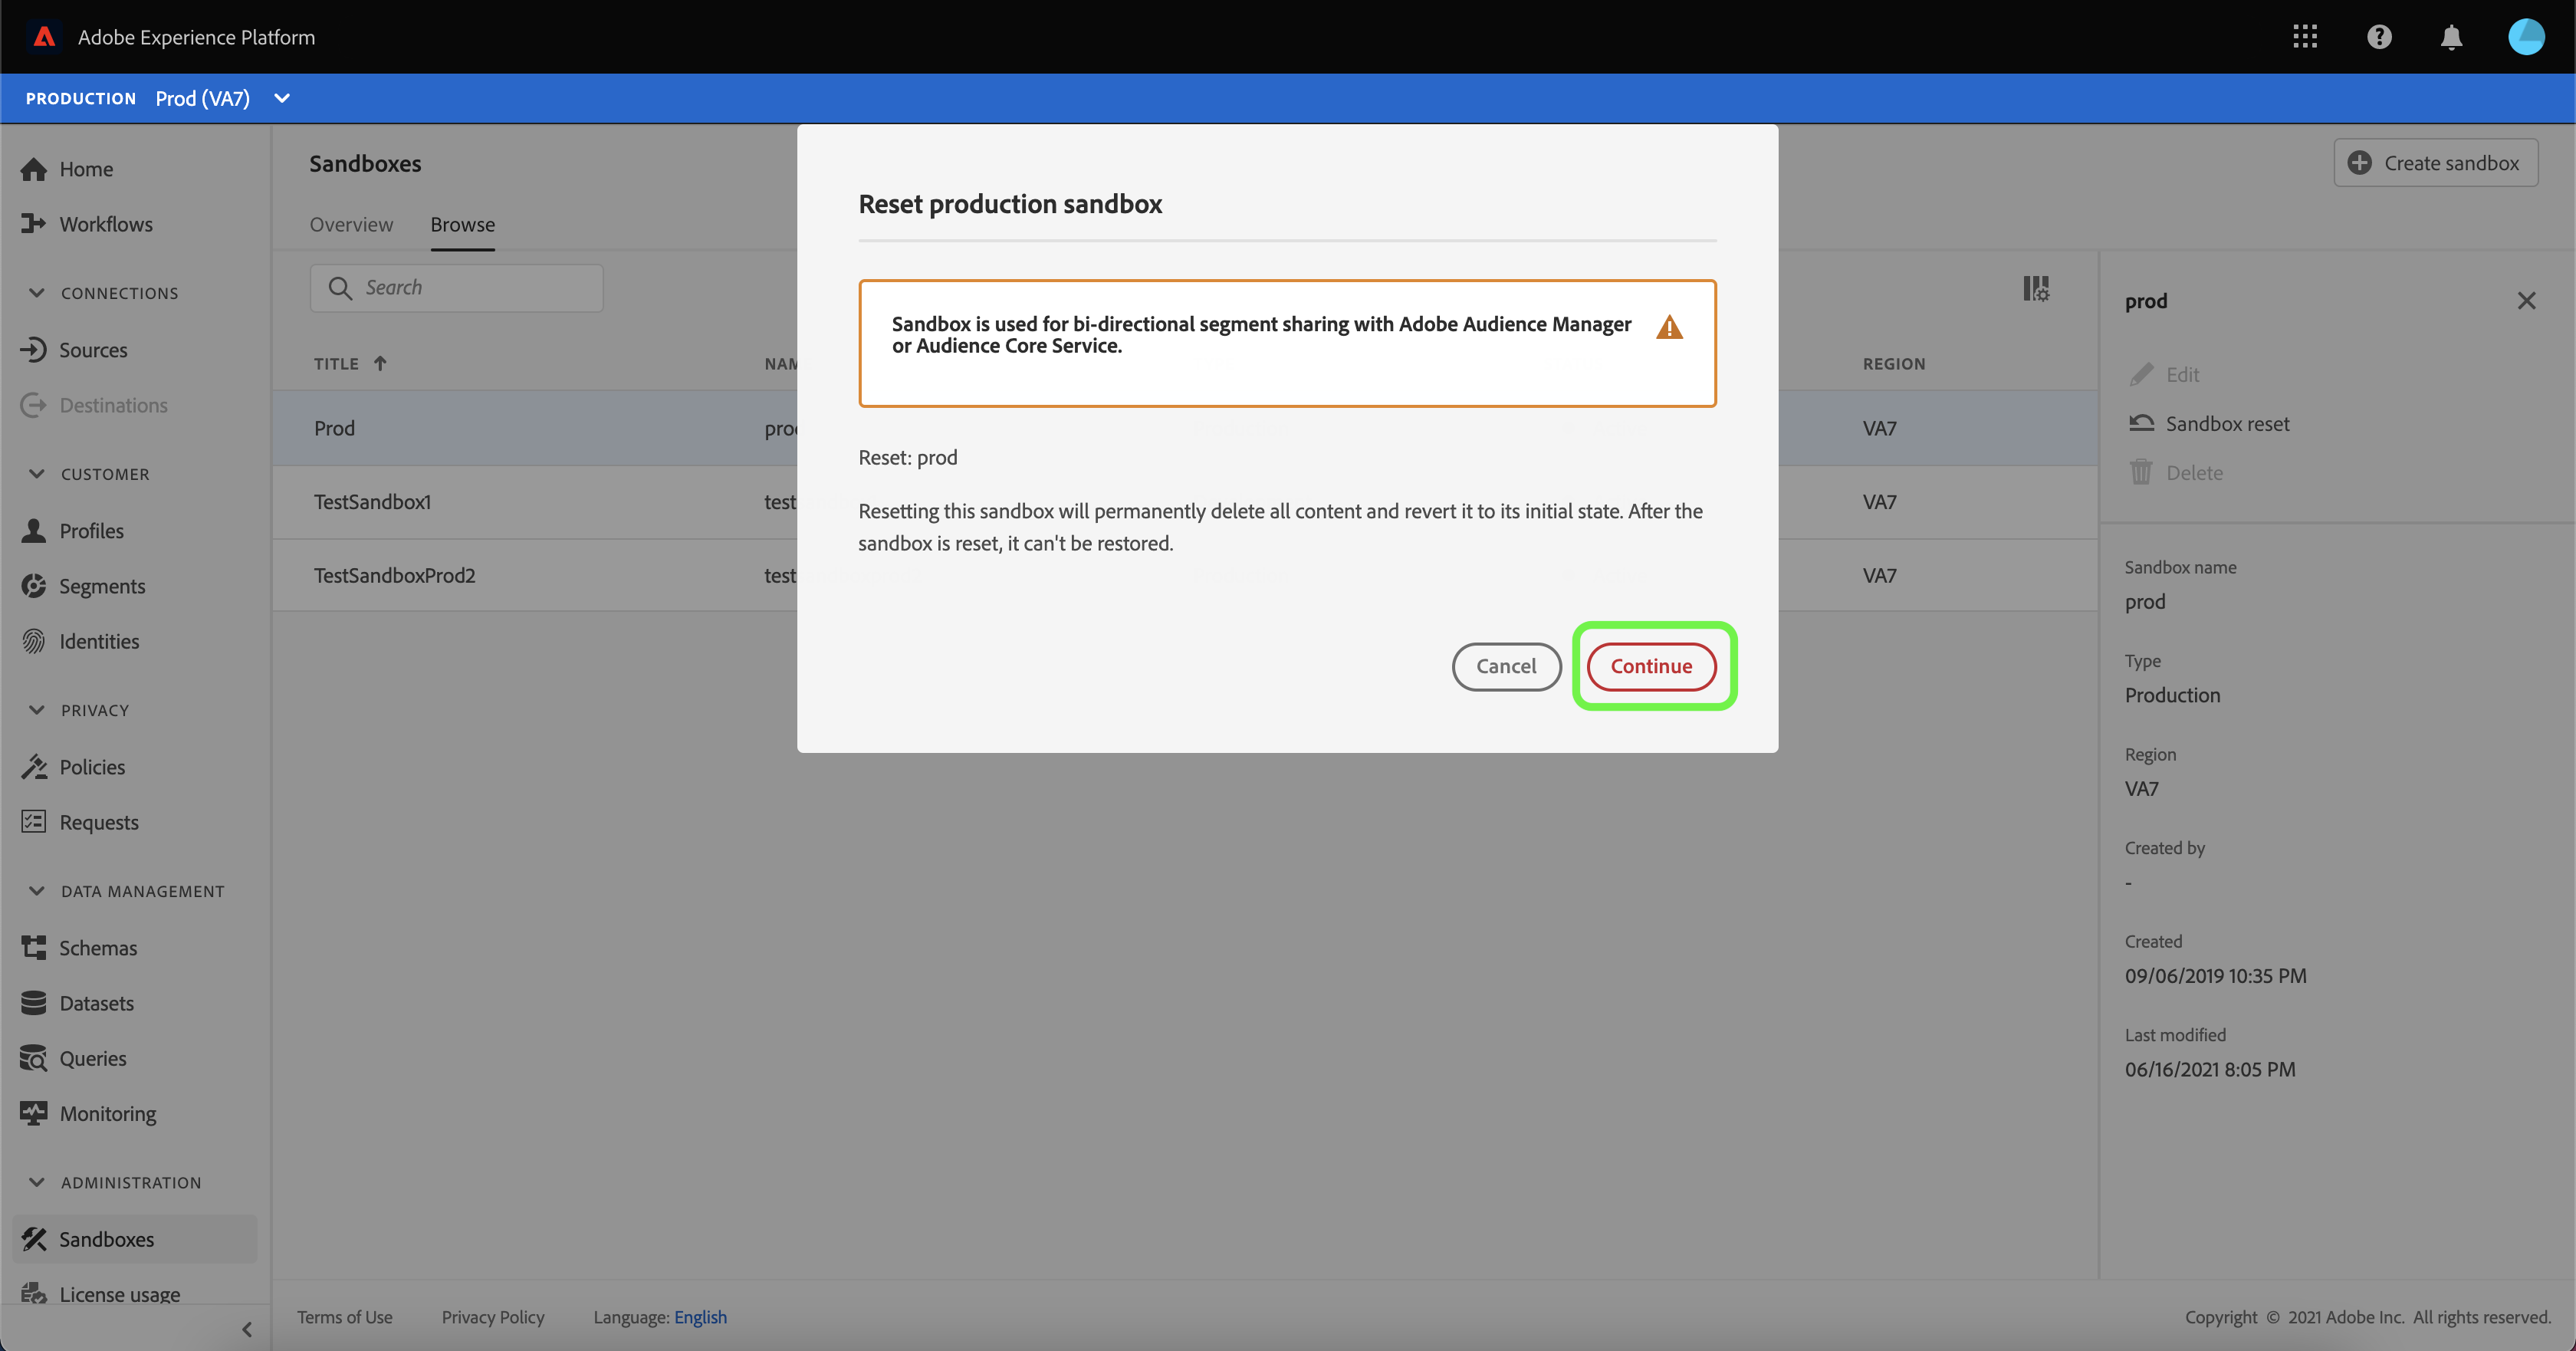 Adobe Experience Platform
PRODUCTION Prod (VA7)
Home
Workflows
CONNECTIONS
Sources
Destinations
CUSTOMER
Profiles
Segments
Identities
PRIVACY
Policies
Requests
DATA MANAGEMENT
Schemas
Datasets
Queries
Monitoring
ADMINISTRATION
Sandboxes
License usage
Sandboxes
Create sandbox
Overview Browse
Search
TITLE NAM REGION
Prod VA7
TestSandbox1 test VA7
TestSandboxProd2 test VA7
Reset production sandbox
Sandbox is used for bi-directional segment sharing with Adobe Audience Manager
or Audience Core Service.
Reset: prod
Resetting this sandbox will permanently delete all content and revert it to its initial state. After the
sandbox is reset, it can't be restored.
Cancel Continue
prod
Edit
Sandbox reset
Delete
Sandbox name
prod
Type
Production
Region
VA7
Created by
-
Created
09/06/2019 10:35 PM
Last modified
06/16/2021 8:05 PM
Terms of Use Privacy Policy Language: English
Copyright © 2021 Adobe Inc. All rights reserved.